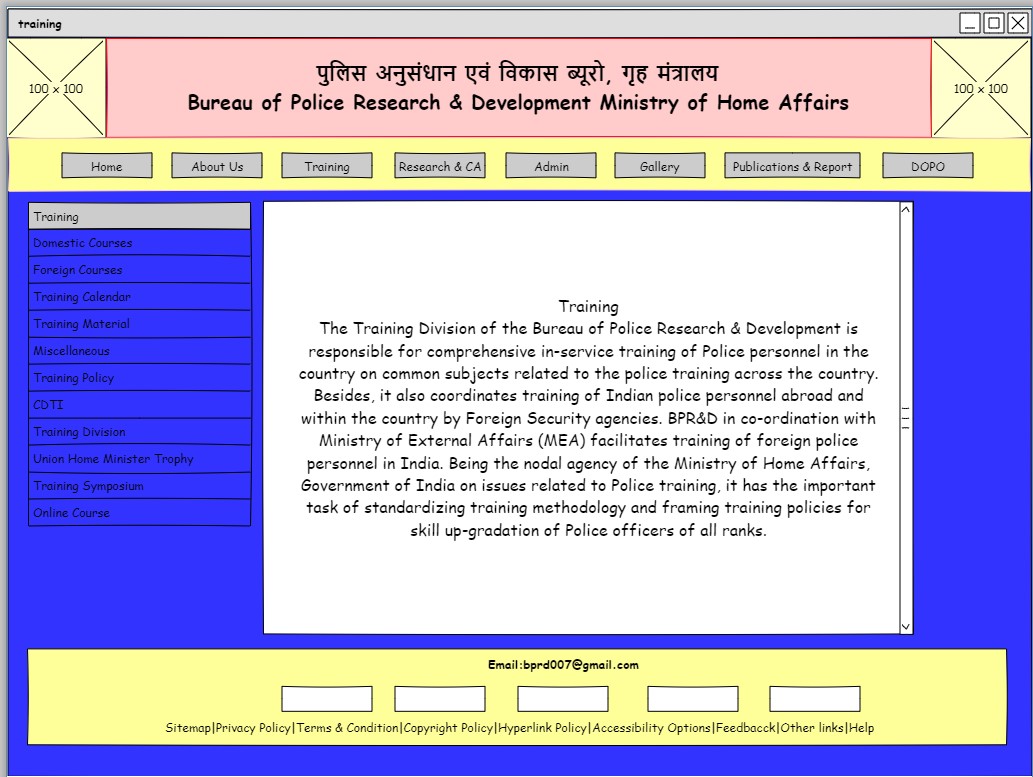 training
100 x 100
पुलिस अनुसंधान एवं विकास ब्यूरो, गृह मंत्रालय
Bureau of Police Research & Development Ministry of Home Affairs
100 x 100
Home
About Us
Training
Research & CA
Admin
Gallery
Publications & Report
DOPO
Training
Domestic Courses
Foreign Courses
Training Calendar
Training Material
Miscellaneous
Training Policy
CDTI
Training Division
Union Home Minister Trophy
Training Symposium
Online Course
Training
The Training Division of the Bureau of Police Research & Development is
responsible for comprehensive in-service training of Police personnel in the
country on common subjects related to the police training across the country.
Besides, it also coordinates training of Indian police personnel abroad and
within the country by Foreign Security agencies. BPR&D in co-ordination with
Ministry of External Affairs (MEA) facilitates training of foreign police
personnel in India. Being the nodal agency of the Ministry of Home Affairs,
Government of India on issues related to Police training, it has the important
task of standardizing training methodology and framing training policies for
skill up-gradation of Police officers of all ranks.
Email:bprd007@gmail.com
Sitemap|Privacy Policy|Terms & Condition|Copyright Policy|Hyperlink Policy|Accessibility Options|Feedbacck|Other links|Help